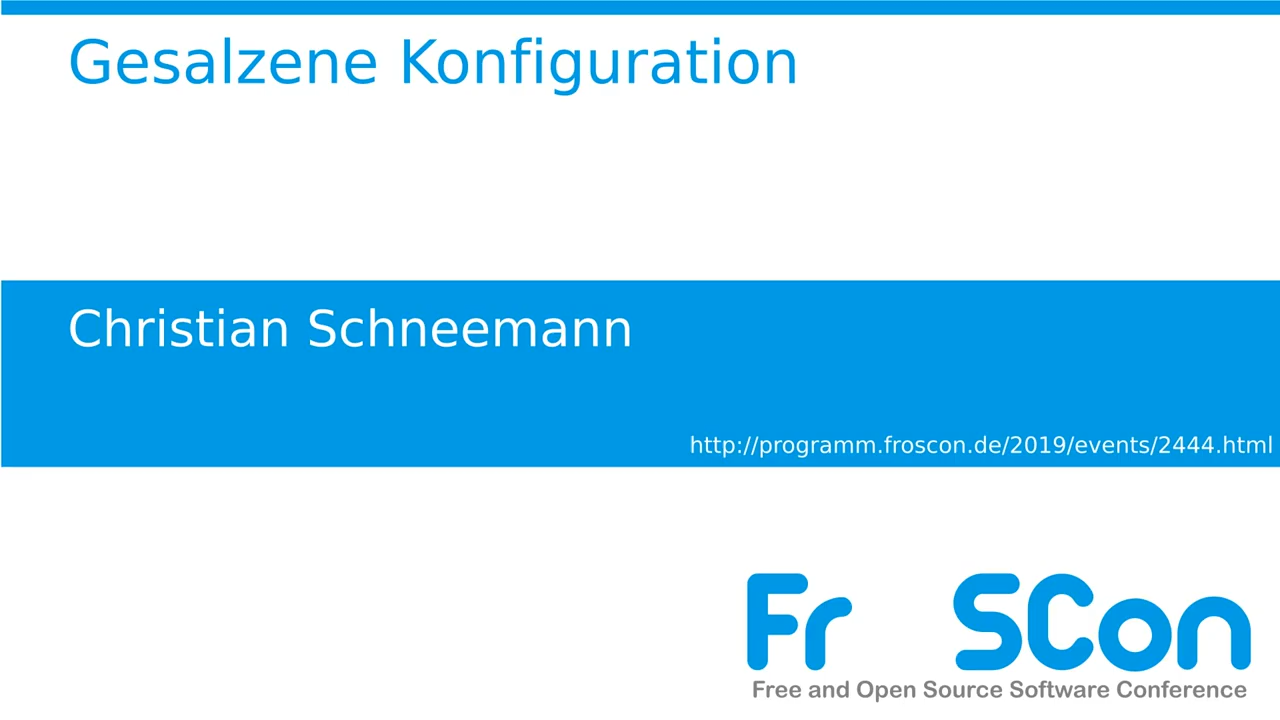 Gesalzene Konfiguration
Christian Schneemann
http://programm.froscon.de/2019/events/2444.html
Fr SCon
Free and Open Source Software Conference